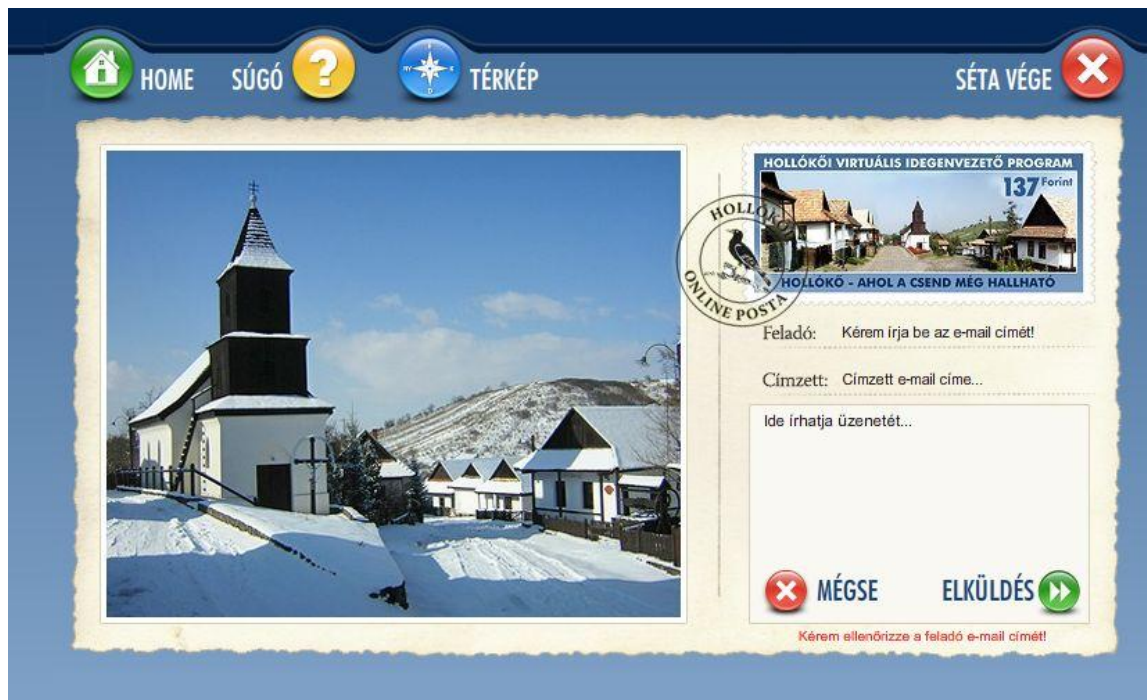 HOME
SÚGÓ
TÉRKÉP
SÉTA VÉGE
HOLLÓKŐI VIRTUÁLIS IDEGENVEZETŐ PROGRAM
137 Forint
HOLLÓKŐ
ONLINE POSTA
HOLLÓKŐ - AHOL A CSEND MÉG HALLHATÓ
Feladó: Kérem írja be az e-mail címét!
Címzett: Címzett e-mail címe...
Ide írhatja üzenetét...
MÉGSE
ELKÜLDÉS
Kérem ellenőrizze a feladó e-mail címét!